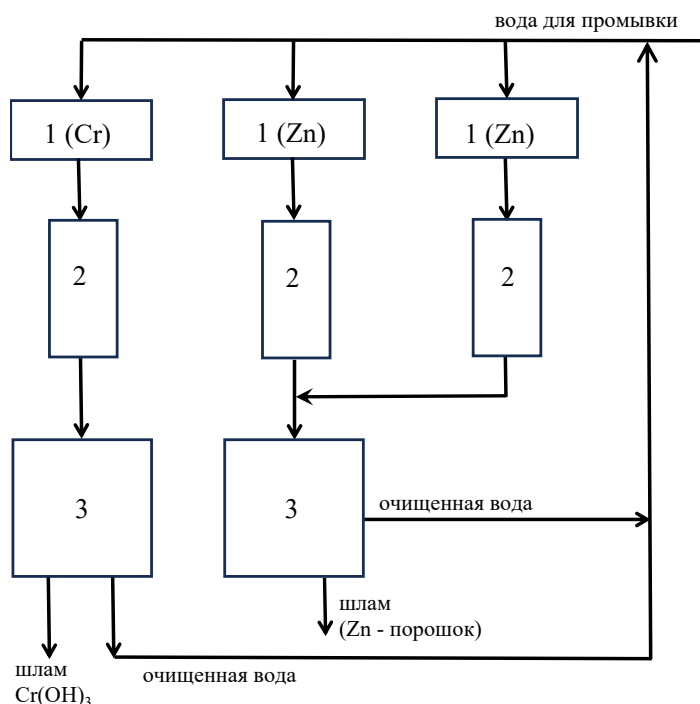 вода для промывки
1 (Cr)
1 (Zn)
1 (Zn)
2
2
2
3
3
очищенная вода
шлам
(Zn - порошок)
шлам
Cr(OH)₃
очищенная вода